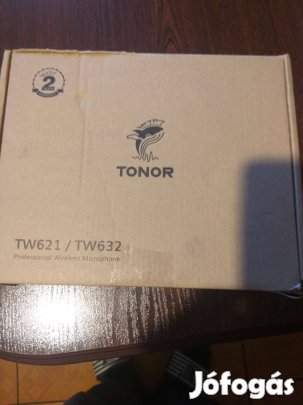 2
TONOR
TW621 / TW632
Professional Wireless Microphone
Jófogás